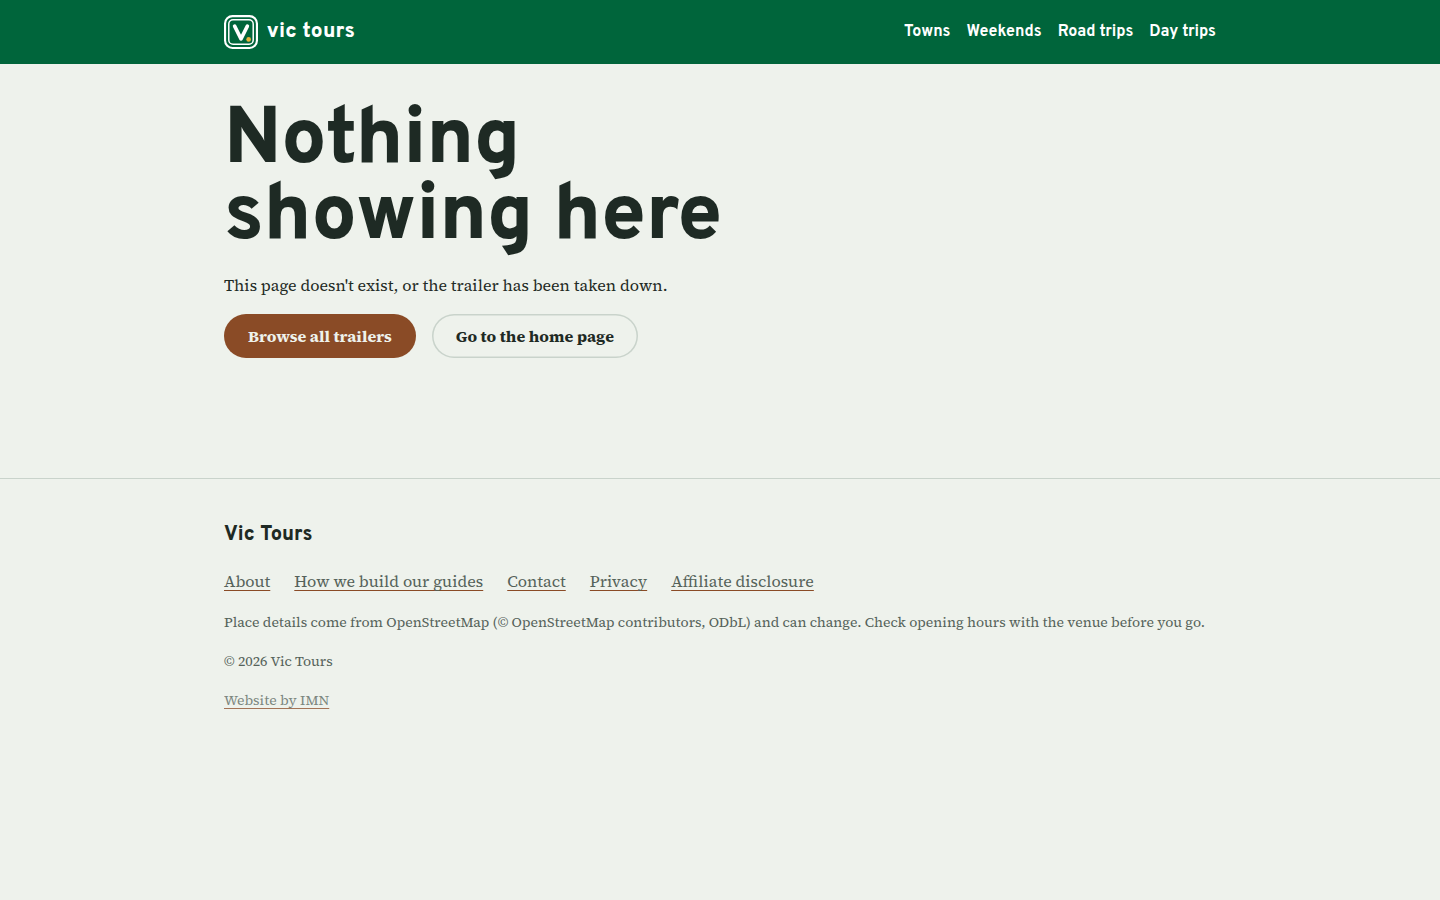 vic tours
Towns Weekends Road trips Day trips
Nothing
showing here
This page doesn't exist, or the trailer has been taken down.
Browse all trailers Go to the home page
Vic Tours
About How we build our guides Contact Privacy Affiliate disclosure
Place details come from OpenStreetMap (© OpenStreetMap contributors, ODbL) and can change. Check opening hours with the venue before you go.
© 2026 Vic Tours
Website by IMN